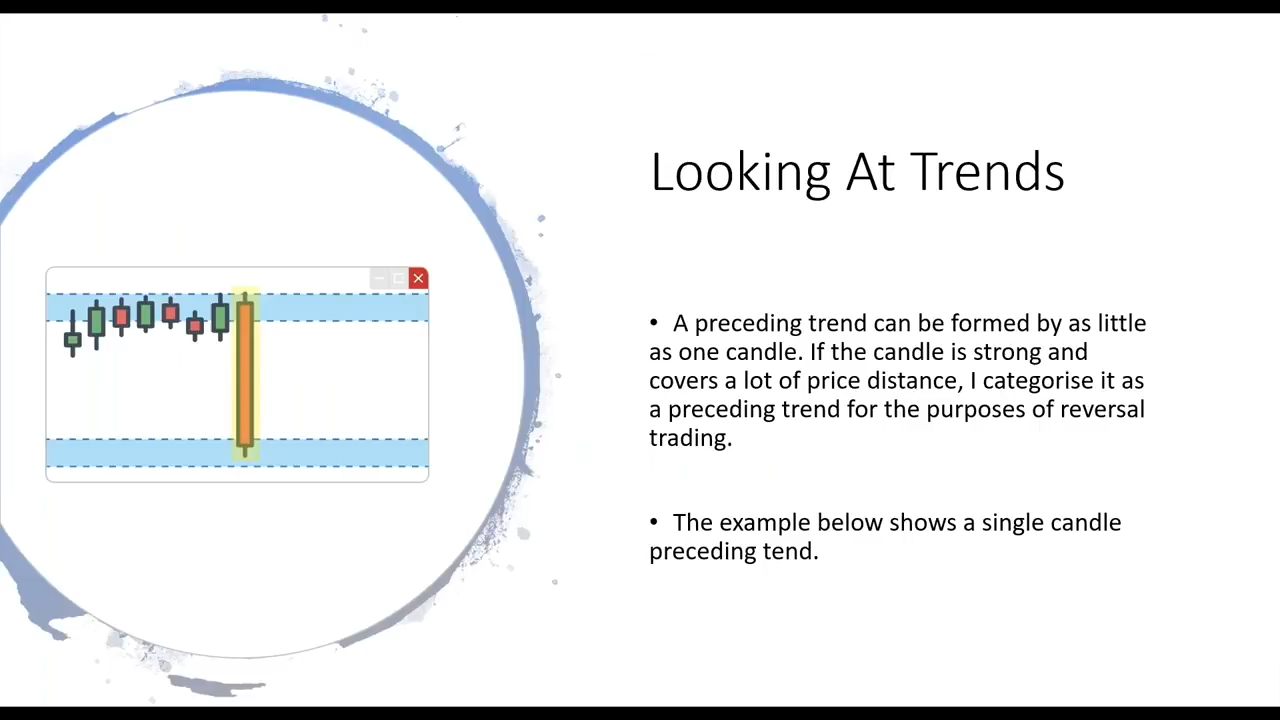 Looking At Trends
• A preceding trend can be formed by as little
as one candle. If the candle is strong and
covers a lot of price distance, I categorise it as
a preceding trend for the purposes of reversal
trading.
• The example below shows a single candle
preceding tend.